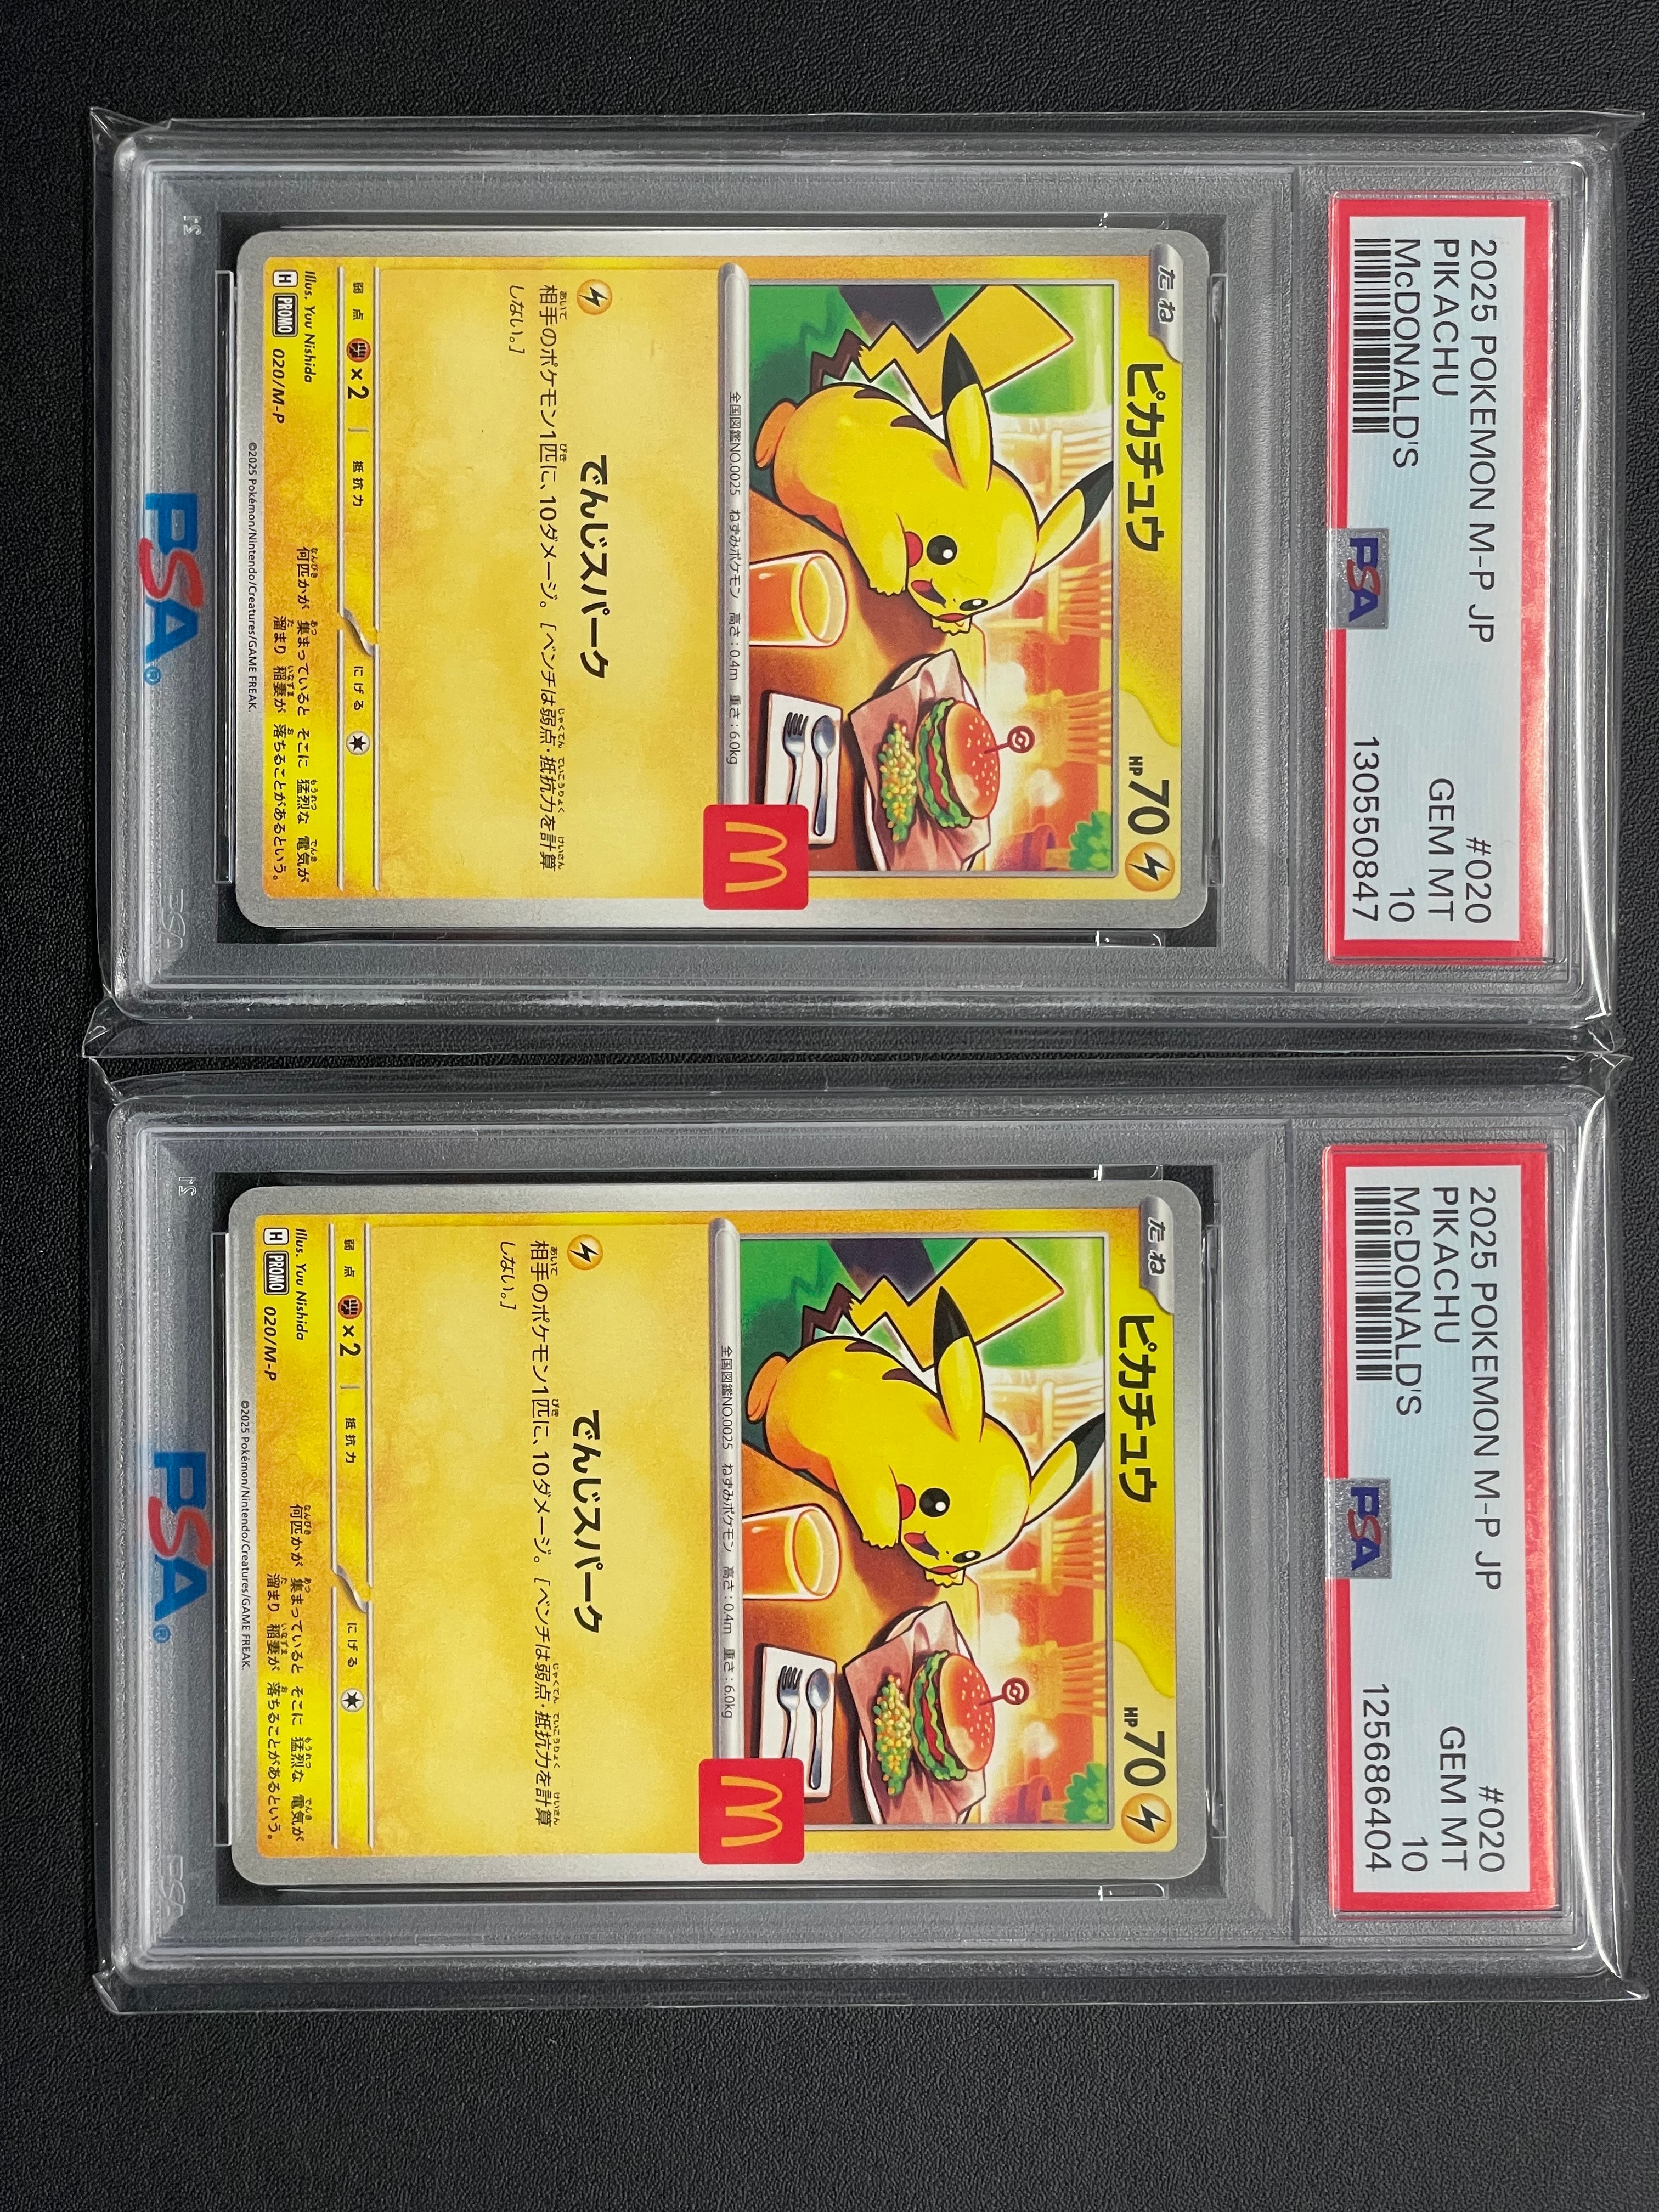 2025 POKEMON M-P JP #020
PIKACHU GEM MT
McDONALD'S 10
PSA 130550847
たね
ピカチュウ HP70
全国図鑑NO.0025 ねずみポケモン 高さ:0.4m 重さ:6.0kg
でんじスパーク
相手のポケモン1匹に、10ダメージ。[ベンチは弱点・抵抗力を計算
しない。]
弱点 ×2 抵抗力 にげる
Illus. Yuu Nishida
H PROMO 020/M-P
何匹かが 集まっていると そこに 猛烈な 電気が
溜まり 稲妻が 落ちることがあるという。
©2025 Pokémon/Nintendo/Creatures/GAME FREAK.
PSA®
2025 POKEMON M-P JP #020
PIKACHU GEM MT
McDONALD'S 10
PSA 125686404
たね
ピカチュウ HP70
全国図鑑NO.0025 ねずみポケモン 高さ:0.4m 重さ:6.0kg
でんじスパーク
相手のポケモン1匹に、10ダメージ。[ベンチは弱点・抵抗力を計算
しない。]
弱点 ×2 抵抗力 にげる
Illus. Yuu Nishida
H PROMO 020/M-P
何匹かが 集まっていると そこに 猛烈な 電気が
溜まり 稲妻が 落ちることがあるという。
©2025 Pokémon/Nintendo/Creatures/GAME FREAK.
PSA®